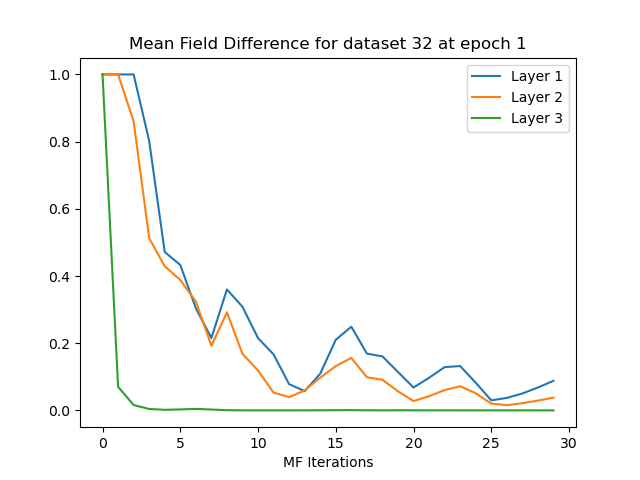 Mean Field Difference for dataset 32 at epoch 1
1.0
0.8
0.6
0.4
0.2
0.0
Layer 1
Layer 2
Layer 3
0 5 10 15 20 25 30
MF Iterations